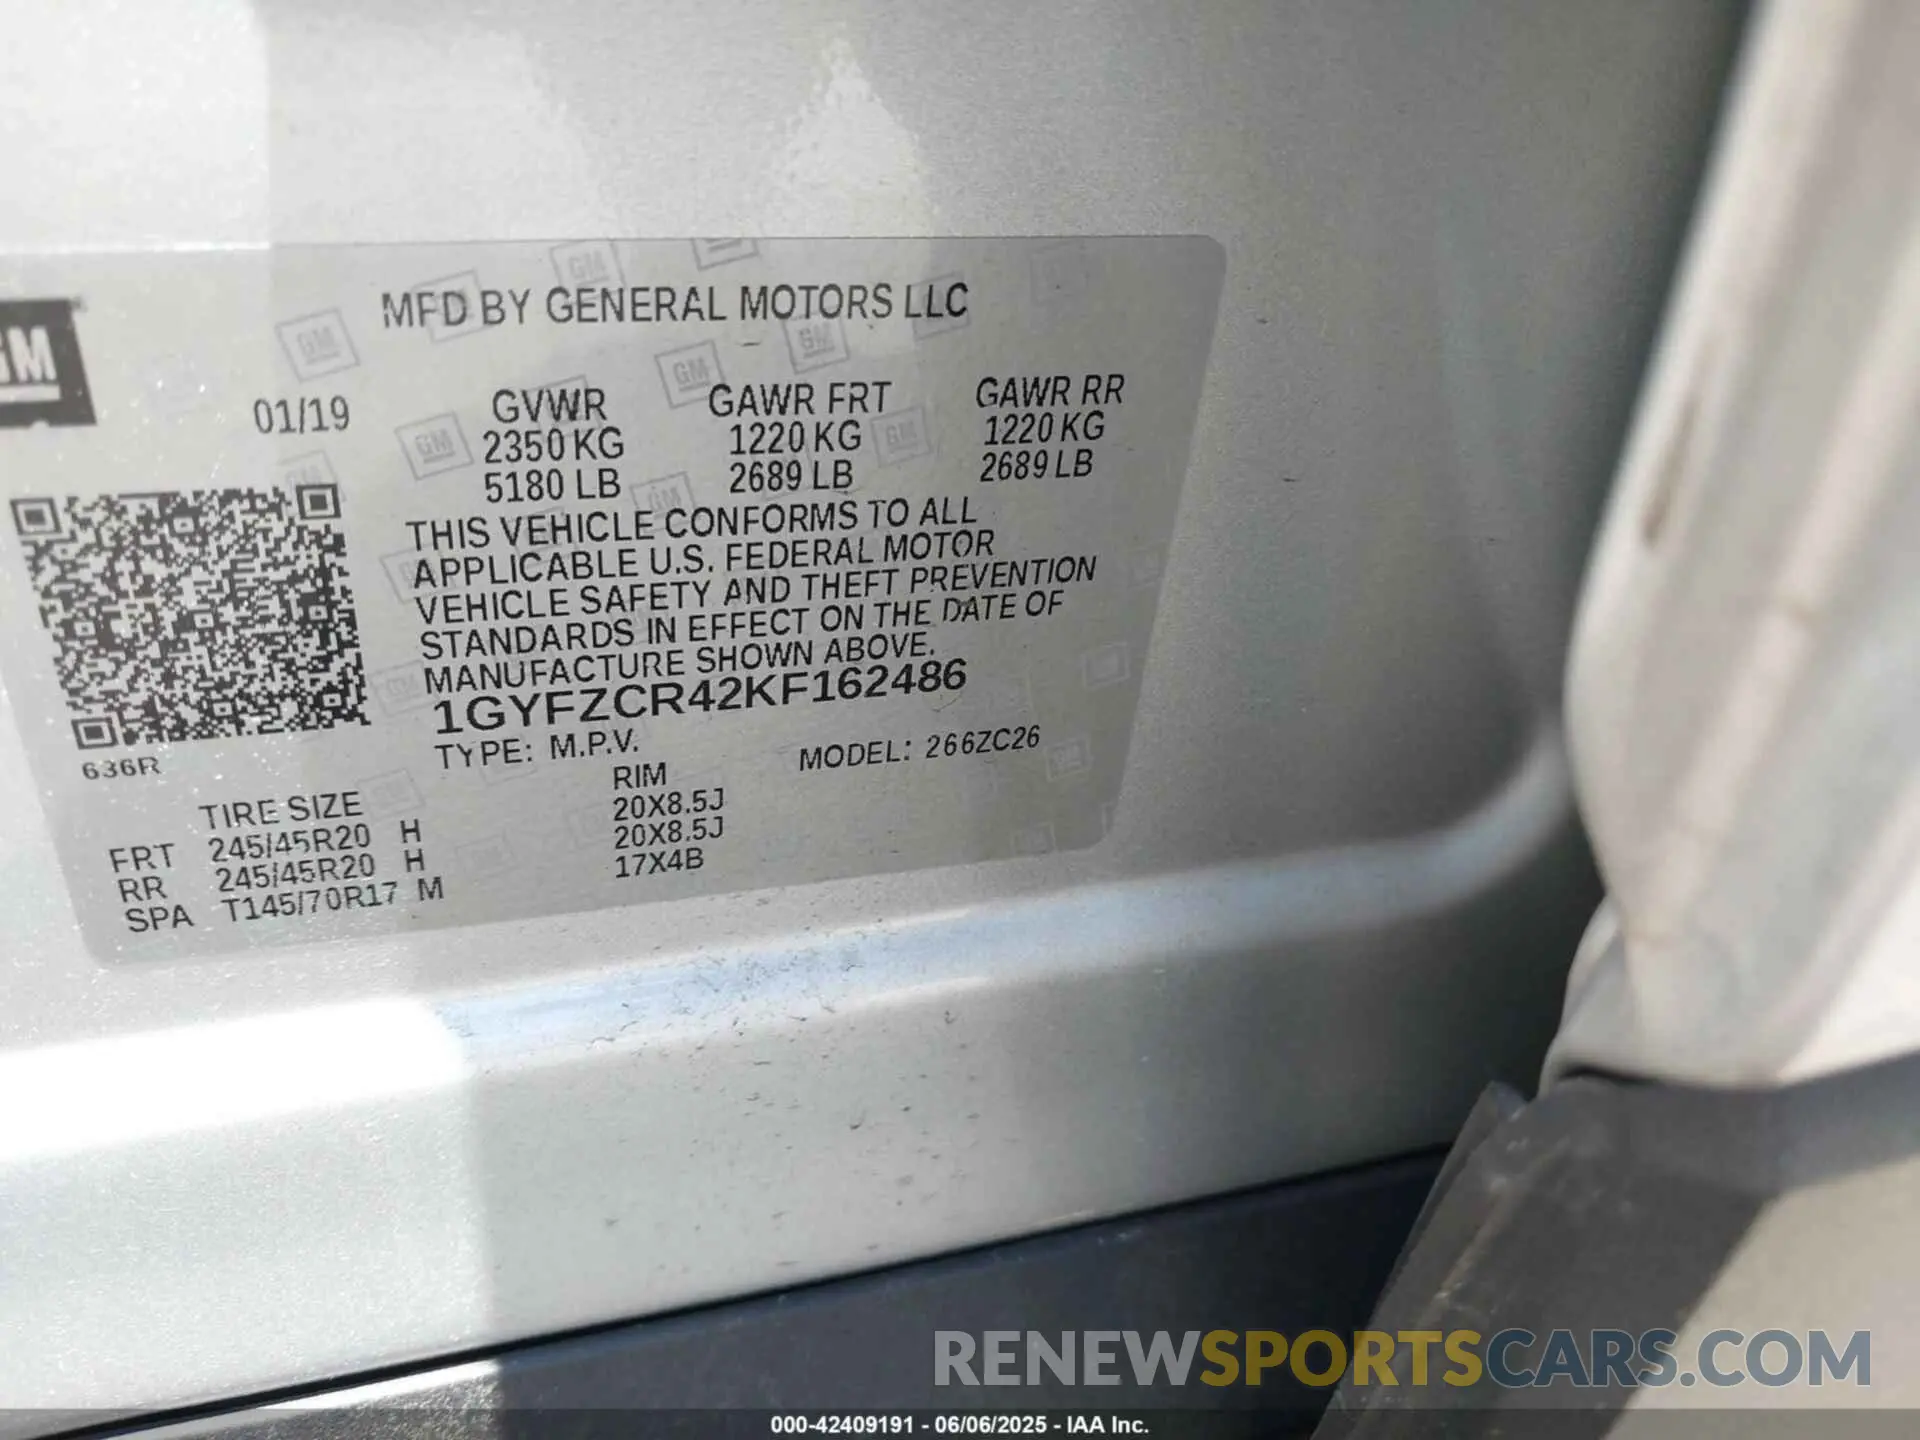 MFD BY GENERAL MOTORS LLC
GM
01/19 GVWR GAWR FRT GAWR RR
2350 KG 1220 KG 1220 KG
5180 LB 2689 LB 2689 LB
THIS VEHICLE CONFORMS TO ALL
APPLICABLE U.S. FEDERAL MOTOR
VEHICLE SAFETY AND THEFT PREVENTION
STANDARDS IN EFFECT ON THE DATE OF
MANUFACTURE SHOWN ABOVE.
1GYFZCR42KF162486
TYPE: M.P.V. MODEL: 266ZC26
636R
TIRE SIZE RIM
FRT 245/45R20 H 20X8.5J
RR 245/45R20 H 20X8.5J
SPA T145/70R17 M 17X4B
RENEWSPORTSCARS.COM
000-42409191 - 06/06/2025 - IAA Inc.